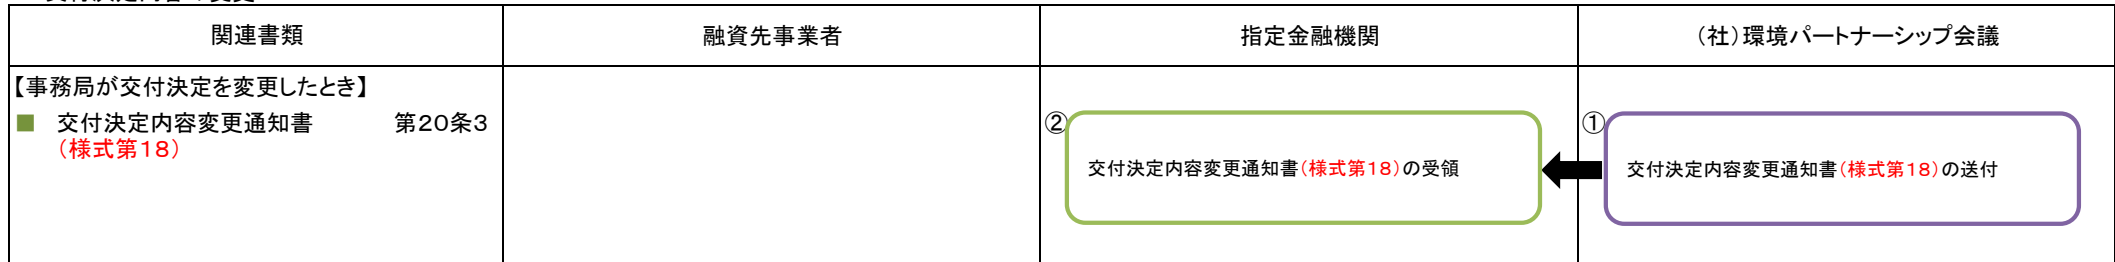 関連書類
融資先事業者
指定金融機関
（社）環境パートナーシップ会議
【事務局が交付決定を変更したとき】
■ 交付決定内容変更通知書 第２０条３
（様式第１８）
②
交付決定内容変更通知書（様式第１８）の受領
①
交付決定内容変更通知書（様式第１８）の送付